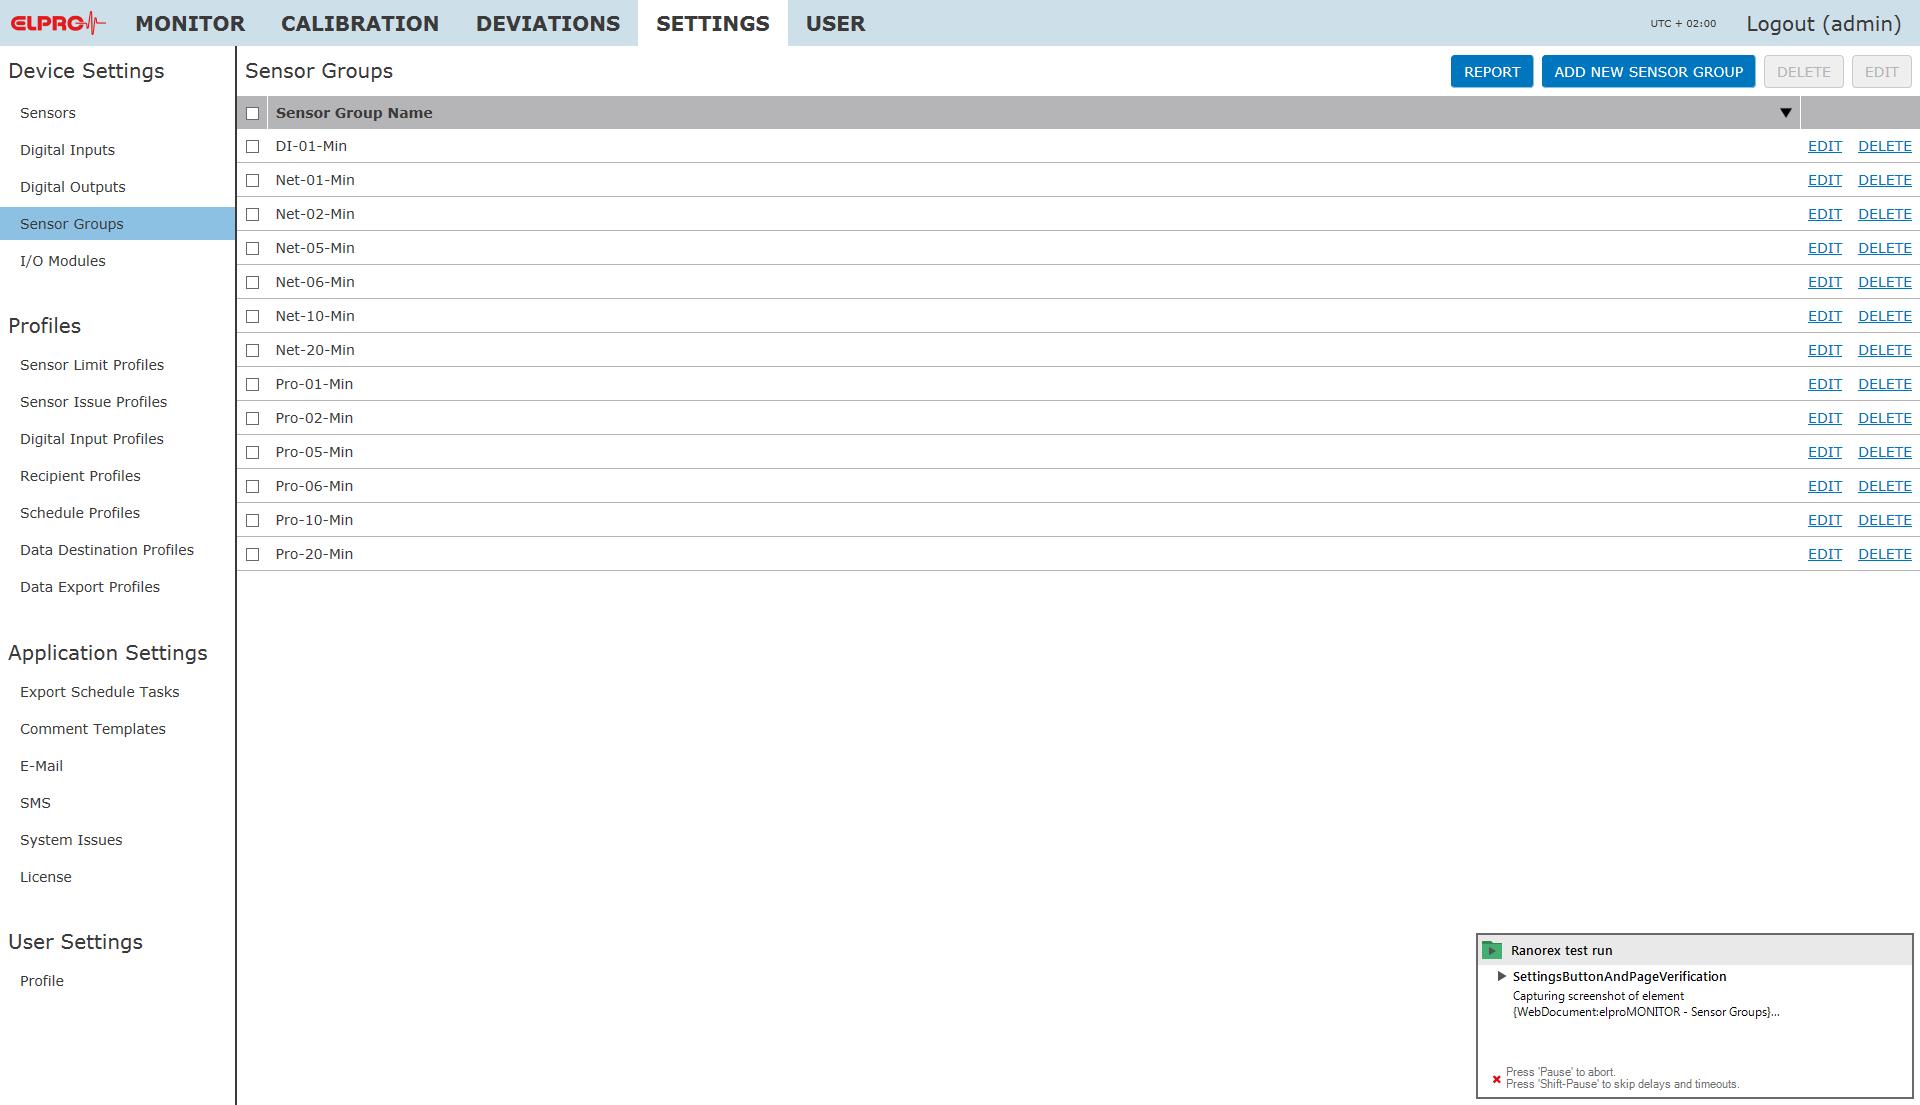 ELPRO MONITOR CALIBRATION DEVIATIONS SETTINGS USER UTC + 02:00 Logout (admin)
Device Settings
Sensors
Digital Inputs
Digital Outputs
Sensor Groups
I/O Modules
Profiles
Sensor Limit Profiles
Sensor Issue Profiles
Digital Input Profiles
Recipient Profiles
Schedule Profiles
Data Destination Profiles
Data Export Profiles
Application Settings
Export Schedule Tasks
Comment Templates
E-Mail
SMS
System Issues
License
User Settings
Profile
Sensor Groups REPORT ADD NEW SENSOR GROUP DELETE EDIT
Sensor Group Name
DI-01-Min EDIT DELETE
Net-01-Min EDIT DELETE
Net-02-Min EDIT DELETE
Net-05-Min EDIT DELETE
Net-06-Min EDIT DELETE
Net-10-Min EDIT DELETE
Net-20-Min EDIT DELETE
Pro-01-Min EDIT DELETE
Pro-02-Min EDIT DELETE
Pro-05-Min EDIT DELETE
Pro-06-Min EDIT DELETE
Pro-10-Min EDIT DELETE
Pro-20-Min EDIT DELETE
Ranorex test run
SettingsButtonAndPageVerification
Capturing screenshot of element
{WebDocument:elproMONITOR - Sensor Groups}...
Press 'Pause' to abort.
Press 'Shift-Pause' to skip delays and timeouts.